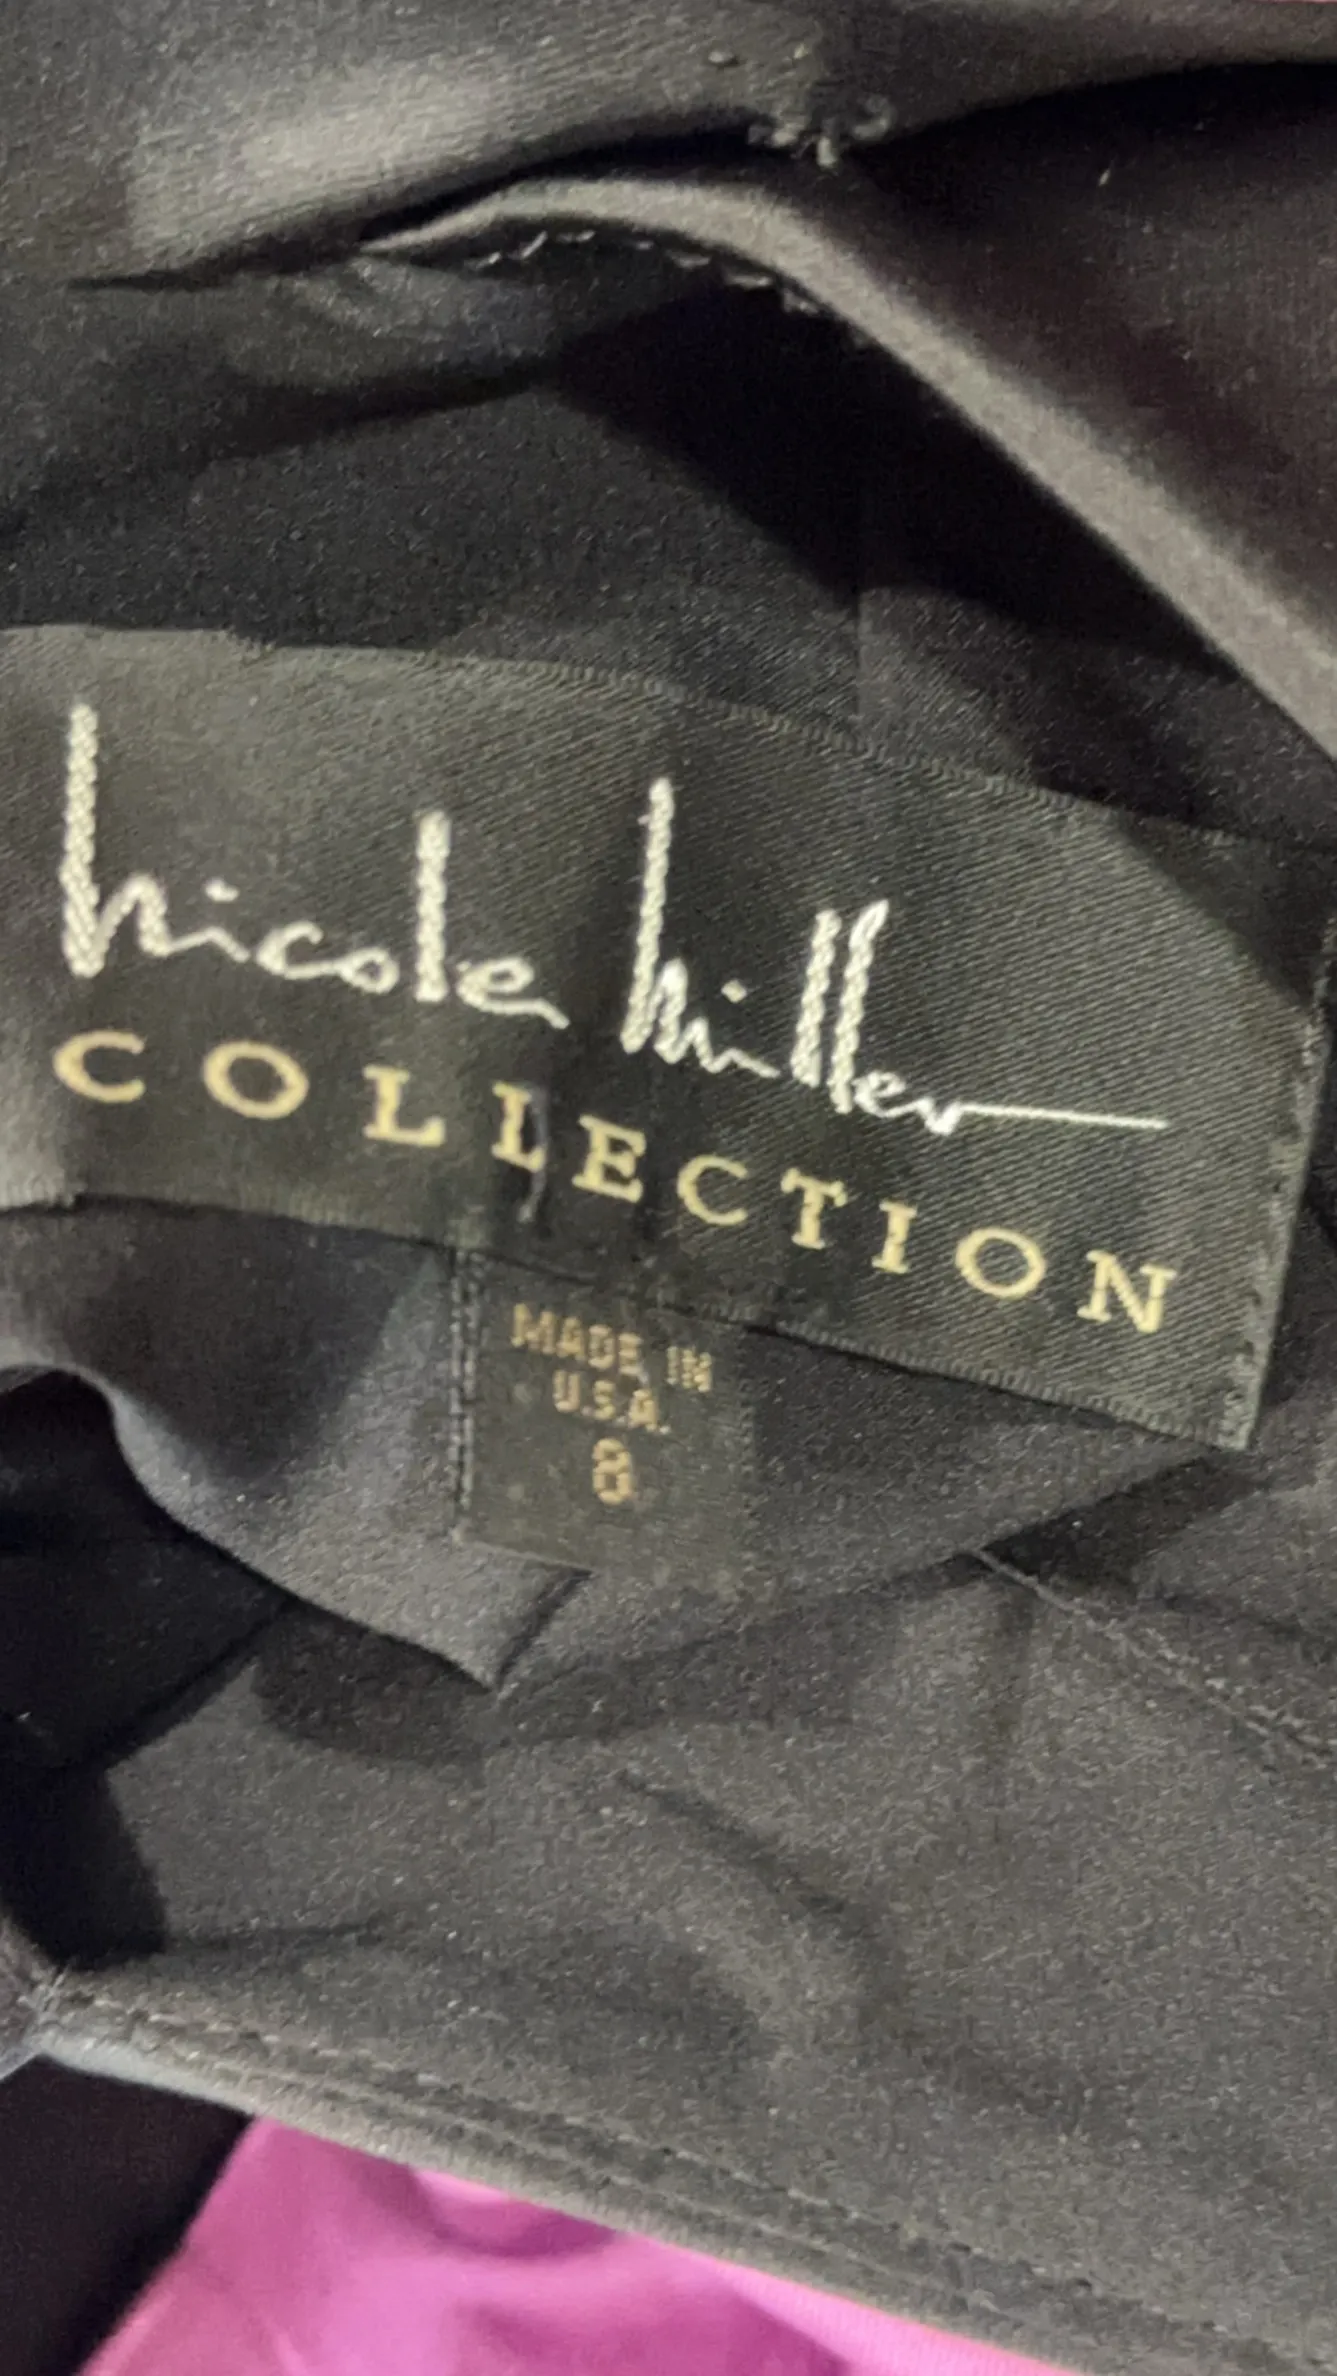 nicole miller
COLLECTION
MADE IN
U.S.A.
8